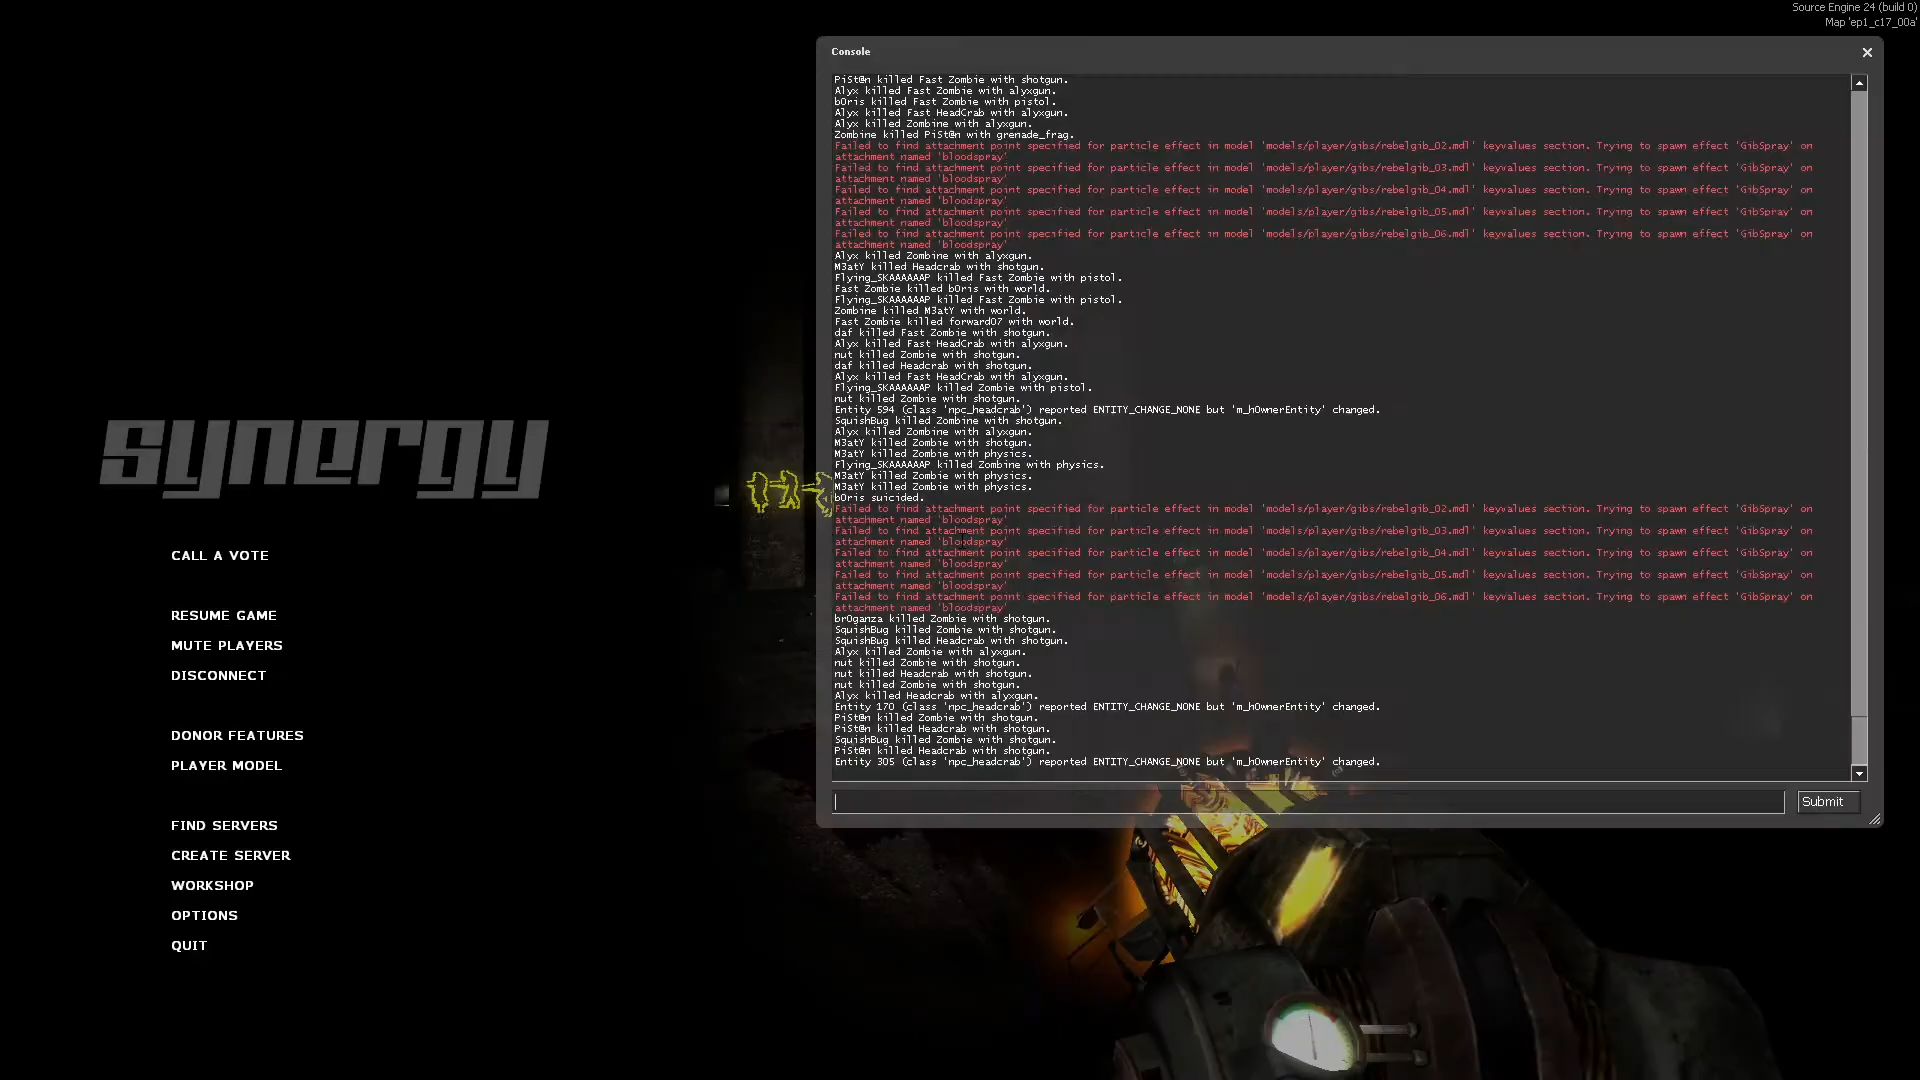 Source Engine 24 (build 0)
Map 'ep1_c17_00a'
Console
PiSt@n killed Fast Zombie with shotgun.
Alyx killed Fast Zombie with alyxgun.
b0ris killed Fast Zombie with pistol.
Alyx killed Fast HeadCrab with alyxgun.
Alyx killed Zombine with alyxgun.
Zombine killed PiSt@n with grenade_frag.
Failed to find attachment point specified for particle effect in model 'models/player/gibs/rebelgib_02.mdl' keyvalues section. Trying to spawn effect 'GibSpray' on
attachment named 'bloodspray'
Failed to find attachment point specified for particle effect in model 'models/player/gibs/rebelgib_03.mdl' keyvalues section. Trying to spawn effect 'GibSpray' on
attachment named 'bloodspray'
Failed to find attachment point specified for particle effect in model 'models/player/gibs/rebelgib_04.mdl' keyvalues section. Trying to spawn effect 'GibSpray' on
attachment named 'bloodspray'
Failed to find attachment point specified for particle effect in model 'models/player/gibs/rebelgib_05.mdl' keyvalues section. Trying to spawn effect 'GibSpray' on
attachment named 'bloodspray'
Failed to find attachment point specified for particle effect in model 'models/player/gibs/rebelgib_06.mdl' keyvalues section. Trying to spawn effect 'GibSpray' on
attachment named 'bloodspray'
Alyx killed Zombine with alyxgun.
M3atY killed Headcrab with shotgun.
Flying_SKAAAAAAP killed Fast Zombie with pistol.
Fast Zombie killed b0ris with world.
Flying_SKAAAAAAP killed Fast Zombie with pistol.
Zombine killed M3atY with world.
Fast Zombie killed forward07 with world.
daf killed Fast Zombie with shotgun.
Alyx killed Fast HeadCrab with alyxgun.
nut killed Zombie with shotgun.
daf killed Headcrab with shotgun.
Alyx killed Fast HeadCrab with alyxgun.
Flying_SKAAAAAAP killed Zombie with pistol.
nut killed Zombie with shotgun.
Entity 594 (class 'npc_headcrab') reported ENTITY_CHANGE_NONE but 'm_hOwnerEntity' changed.
SquishBug killed Zombine with shotgun.
Alyx killed Zombine with alyxgun.
M3atY killed Zombie with shotgun.
M3atY killed Zombie with physics.
Flying_SKAAAAAAP killed Zombine with physics.
M3atY killed Zombie with physics.
M3atY killed Zombie with physics.
b0ris suicided.
Failed to find attachment point specified for particle effect in model 'models/player/gibs/rebelgib_02.mdl' keyvalues section. Trying to spawn effect 'GibSpray' on
attachment named 'bloodspray'
Failed to find attachment point specified for particle effect in model 'models/player/gibs/rebelgib_03.mdl' keyvalues section. Trying to spawn effect 'GibSpray' on
attachment named 'bloodspray'
Failed to find attachment point specified for particle effect in model 'models/player/gibs/rebelgib_04.mdl' keyvalues section. Trying to spawn effect 'GibSpray' on
attachment named 'bloodspray'
Failed to find attachment point specified for particle effect in model 'models/player/gibs/rebelgib_05.mdl' keyvalues section. Trying to spawn effect 'GibSpray' on
attachment named 'bloodspray'
Failed to find attachment point specified for particle effect in model 'models/player/gibs/rebelgib_06.mdl' keyvalues section. Trying to spawn effect 'GibSpray' on
attachment named 'bloodspray'
br0ganza killed Zombie with shotgun.
SquishBug killed Zombie with shotgun.
SquishBug killed Headcrab with shotgun.
Alyx killed Zombie with alyxgun.
nut killed Zombie with shotgun.
nut killed Headcrab with shotgun.
nut killed Zombie with shotgun.
Alyx killed Headcrab with alyxgun.
Entity 170 (class 'npc_headcrab') reported ENTITY_CHANGE_NONE but 'm_hOwnerEntity' changed.
PiSt@n killed Zombie with shotgun.
PiSt@n killed Headcrab with shotgun.
SquishBug killed Zombie with shotgun.
PiSt@n killed Headcrab with shotgun.
Entity 305 (class 'npc_headcrab') reported ENTITY_CHANGE_NONE but 'm_hOwnerEntity' changed.
Submit
synergy
CALL A VOTE
RESUME GAME
MUTE PLAYERS
DISCONNECT
DONOR FEATURES
PLAYER MODEL
FIND SERVERS
CREATE SERVER
WORKSHOP
OPTIONS
QUIT